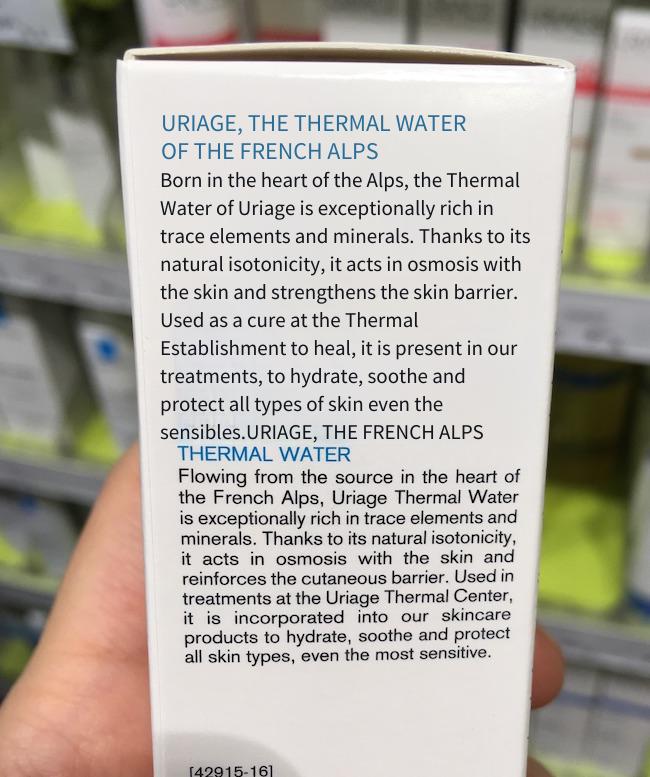 URIAGE, THE THERMAL WATER
OF THE FRENCH ALPS
Born in the heart of the Alps, the Thermal
Water of Uriage is exceptionally rich in
trace elements and minerals. Thanks to its
natural isotonicity, it acts in osmosis with
the skin and strengthens the skin barrier.
Used as a cure at the Thermal
Establishment to heal, it is present in our
treatments, to hydrate, soothe and
protect all types of skin even the
sensibles.URIAGE, THE FRENCH ALPS
THERMAL WATER
Flowing from the source in the heart of
the French Alps, Uriage Thermal Water
is exceptionally rich in trace elements and
minerals. Thanks to its natural isotonicity,
it acts in osmosis with the skin and
reinforces the cutaneous barrier. Used in
treatments at the Uriage Thermal Center,
it is incorporated into our skincare
products to hydrate, soothe and protect
all skin types, even the most sensitive.
[42915-16]